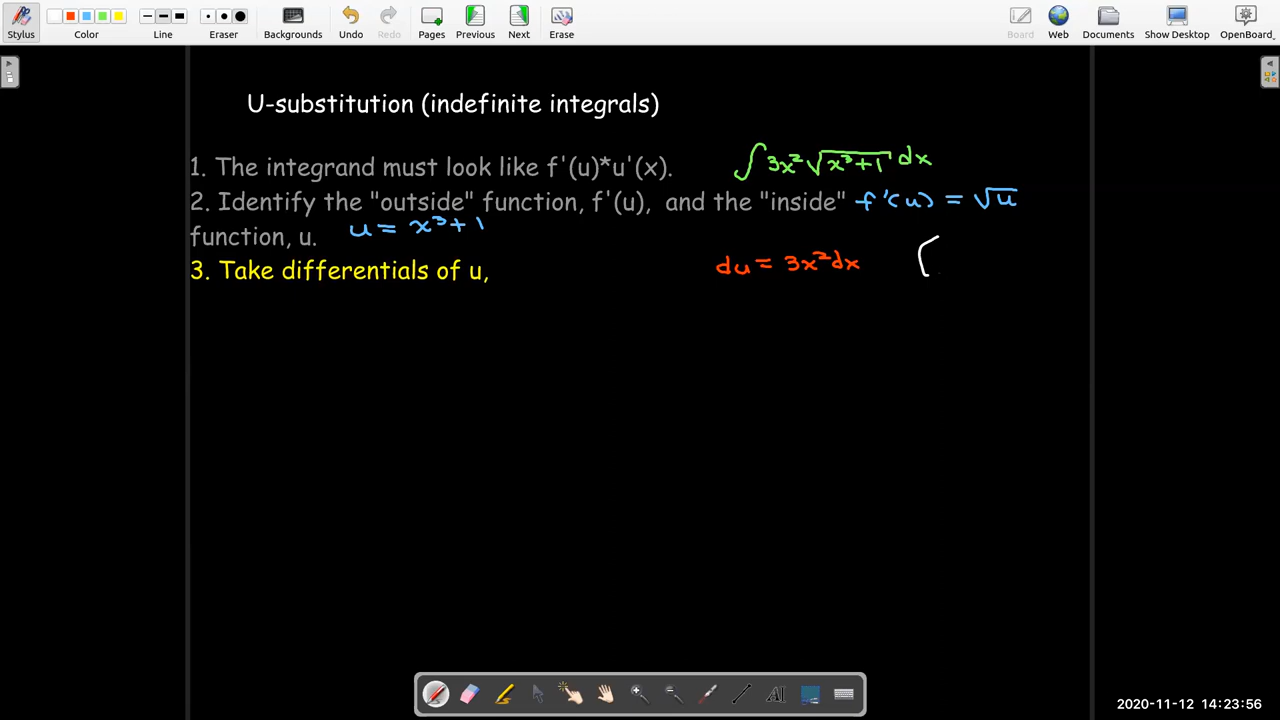 Stylus Color Line Eraser Backgrounds Undo Redo Pages Previous Next Erase Board Web Documents Show Desktop OpenBoard
U-substitution (indefinite integrals)
1. The integrand must look like f'(u)*u'(x). ∫ 3x² √(x³+1) dx
2. Identify the "outside" function, f'(u), and the "inside" f'(u) = √u
function, u. u = x³+1
3. Take differentials of u, du = 3x²dx (
AI
2020-11-12 14:23:56